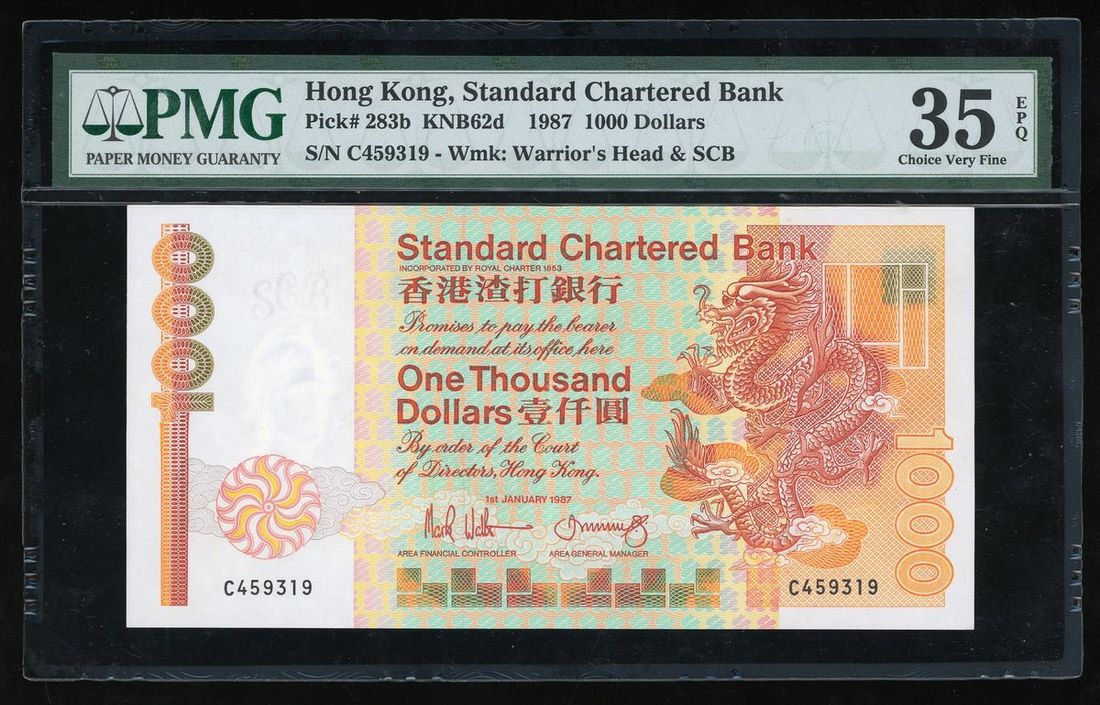 PMG
PAPER MONEY GUARANTY
Hong Kong, Standard Chartered Bank
Pick# 283b KNB62d 1987 1000 Dollars
S/N C459319 - Wmk: Warrior's Head & SCB
35
EPQ
Choice Very Fine
1000
SCB
Standard Chartered Bank
INCORPORATED BY ROYAL CHARTER 1853
香港渣打銀行
Promises to pay the bearer
on demand at its office here
One Thousand
Dollars 壹仟圓
By order of the Court
of Directors, Hong Kong.
1st JANUARY 1987
AREA FINANCIAL CONTROLLER AREA GENERAL MANAGER
C459319 C459319
1000